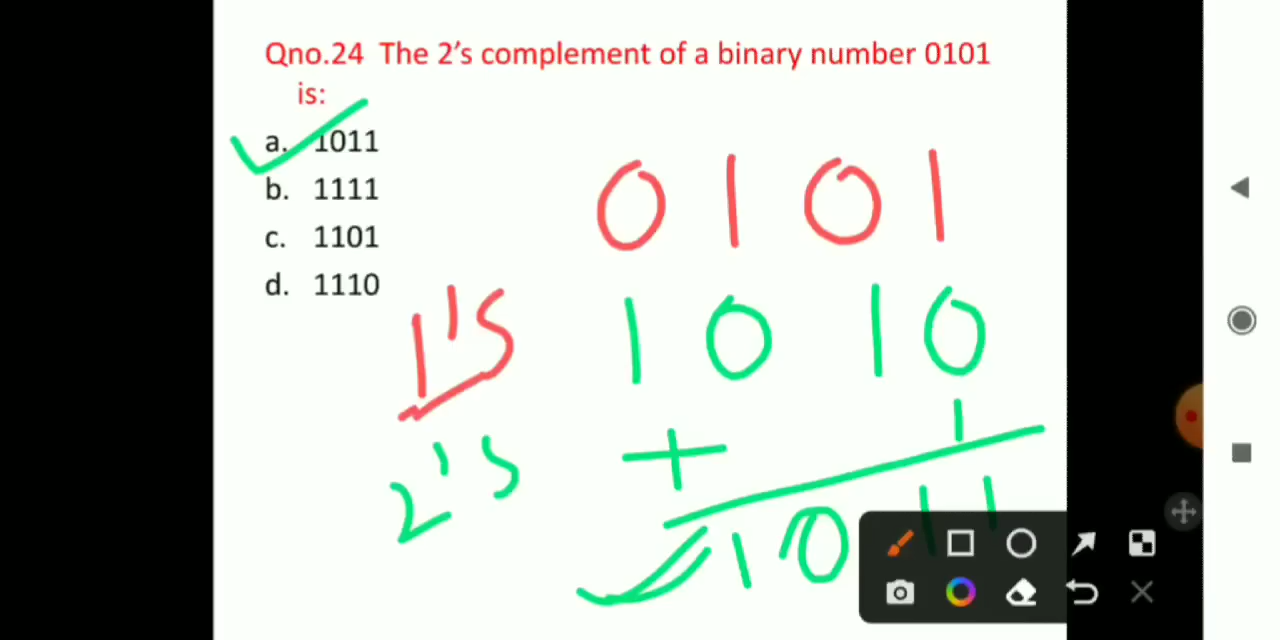 Qno.24 The 2's complement of a binary number 0101
is:
a. 1011
b. 1111
c. 1101
d. 1110
0101
1's 1010
2's + 1
1011